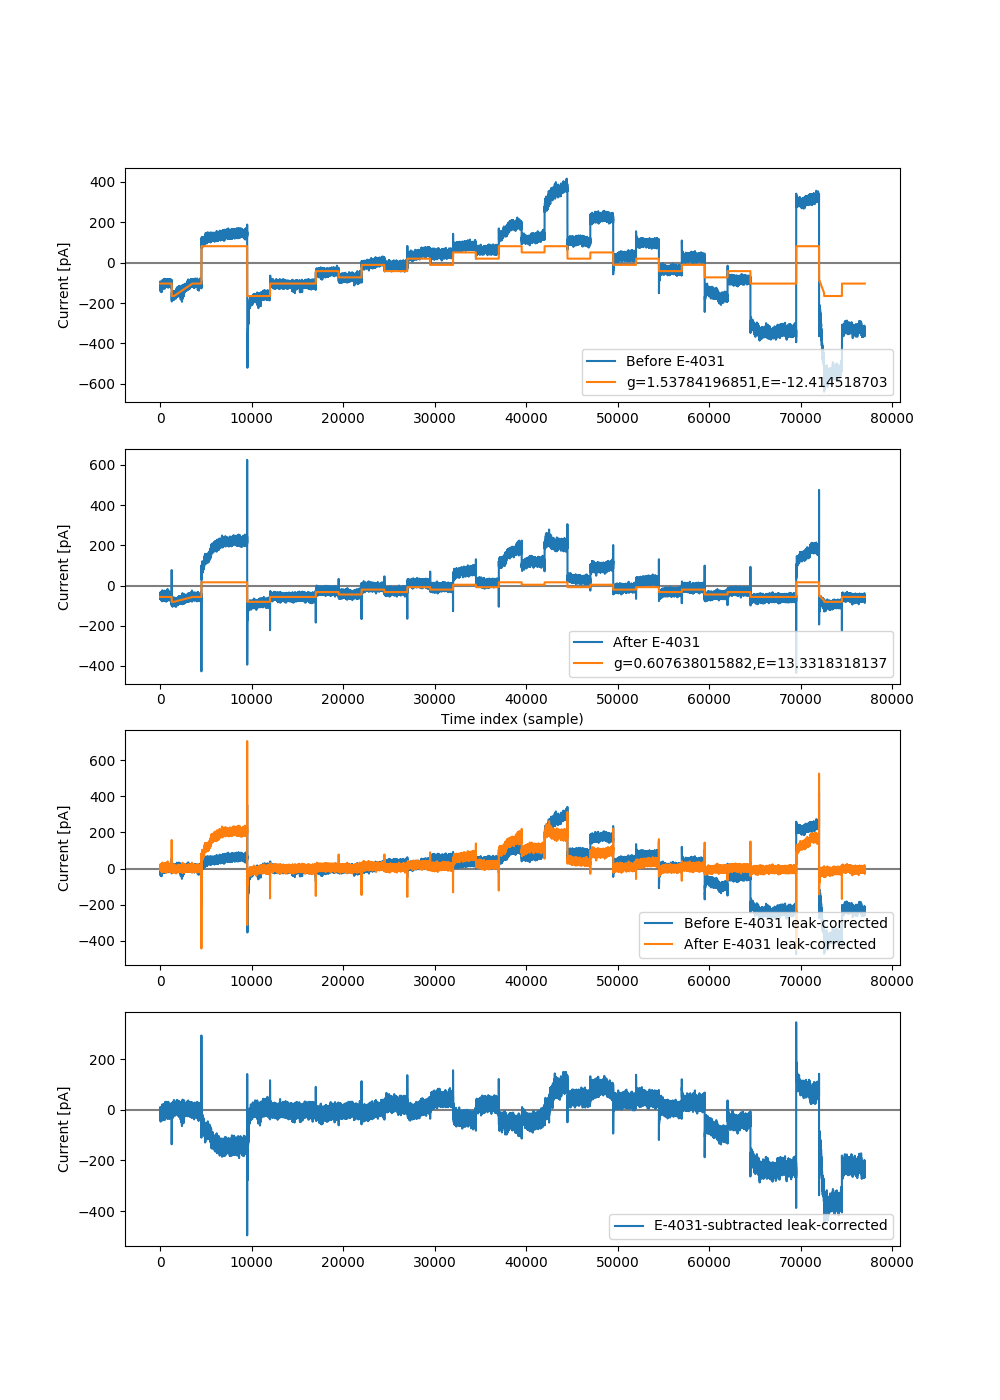 400
200
0
−200
−400
−600
Current [pA]
Before E-4031
g=1.53784196851,E=-12.414518703
0 10000 20000 30000 40000 50000 60000 70000 80000
600
400
200
0
−200
−400
Current [pA]
After E-4031
g=0.607638015882,E=13.3318318137
0 10000 20000 30000 40000 50000 60000 70000 80000
Time index (sample)
600
400
200
0
−200
−400
Current [pA]
Before E-4031 leak-corrected
After E-4031 leak-corrected
0 10000 20000 30000 40000 50000 60000 70000 80000
200
0
−200
−400
Current [pA]
E-4031-subtracted leak-corrected
0 10000 20000 30000 40000 50000 60000 70000 80000